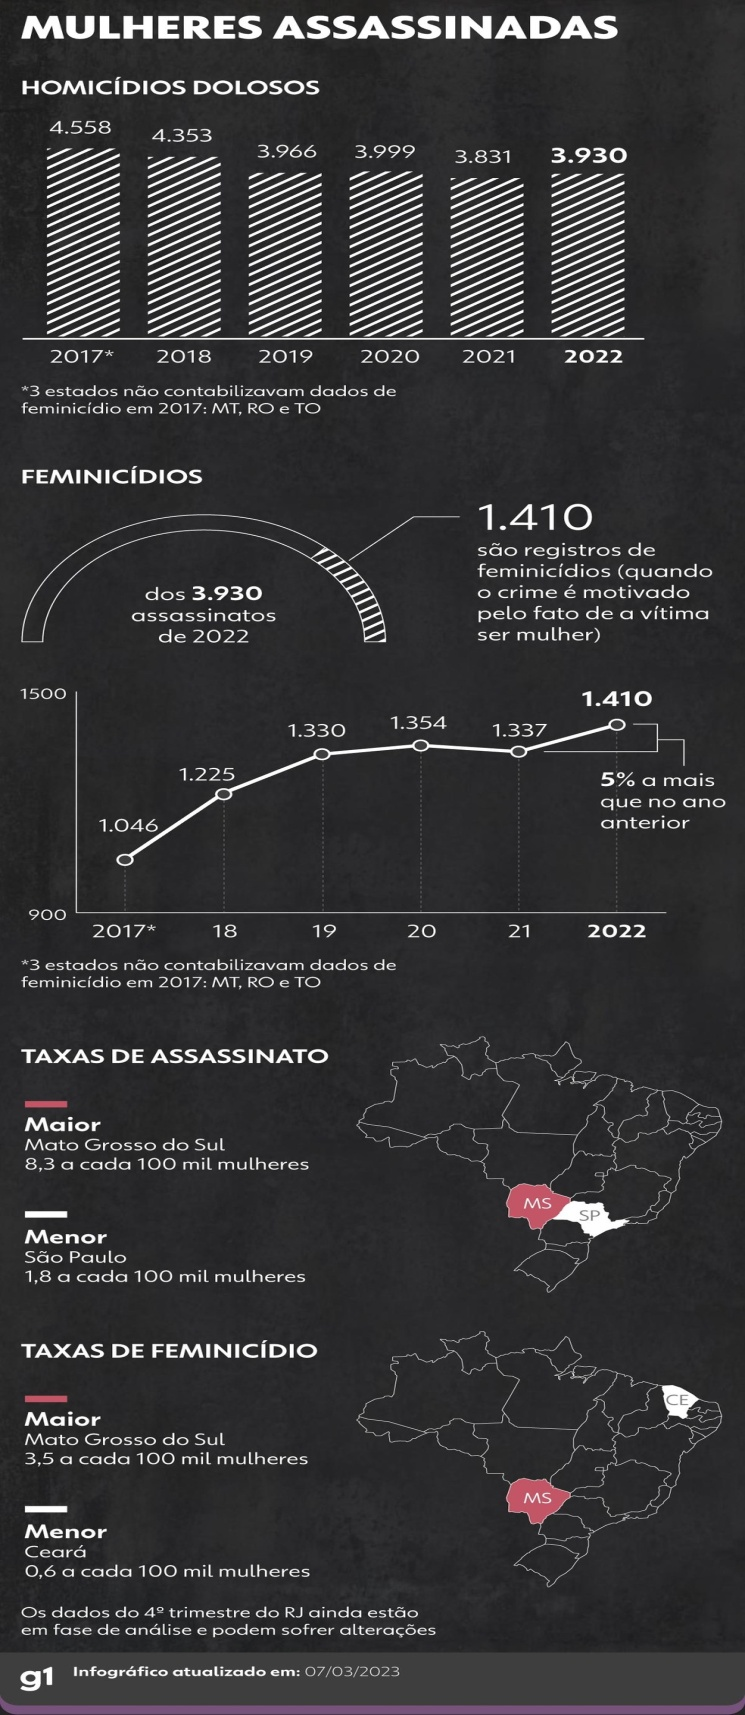 MULHERES ASSASSINADAS
HOMICÍDIOS DOLOSOS
4.558
4.353
3.966
3.999
3.831
3.930
2017*
2018
2019
2020
2021
2022
*3 estados não contabilizavam dados de
feminicídio em 2017: MT, RO e TO
FEMINICÍDIOS
dos 3.930
assassinatos
de 2022
1.410
são registros de
feminicídios (quando
o crime é motivado
pelo fato de a vítima
ser mulher)
1500
1.046
1.225
1.330
1.354
1.337
1.410
5% a mais
que no ano
anterior
900
2017*
18
19
20
21
2022
*3 estados não contabilizavam dados de
feminicídio em 2017: MT, RO e TO
TAXAS DE ASSASSINATO
Maior
Mato Grosso do Sul
8,3 a cada 100 mil mulheres
Menor
São Paulo
1,8 a cada 100 mil mulheres
MS
SP
TAXAS DE FEMINICÍDIO
Maior
Mato Grosso do Sul
3,5 a cada 100 mil mulheres
Menor
Ceará
0,6 a cada 100 mil mulheres
CE
MS
Os dados do 4º trimestre do RJ ainda estão
em fase de análise e podem sofrer alterações
g1 Infográfico atualizado em: 07/03/2023